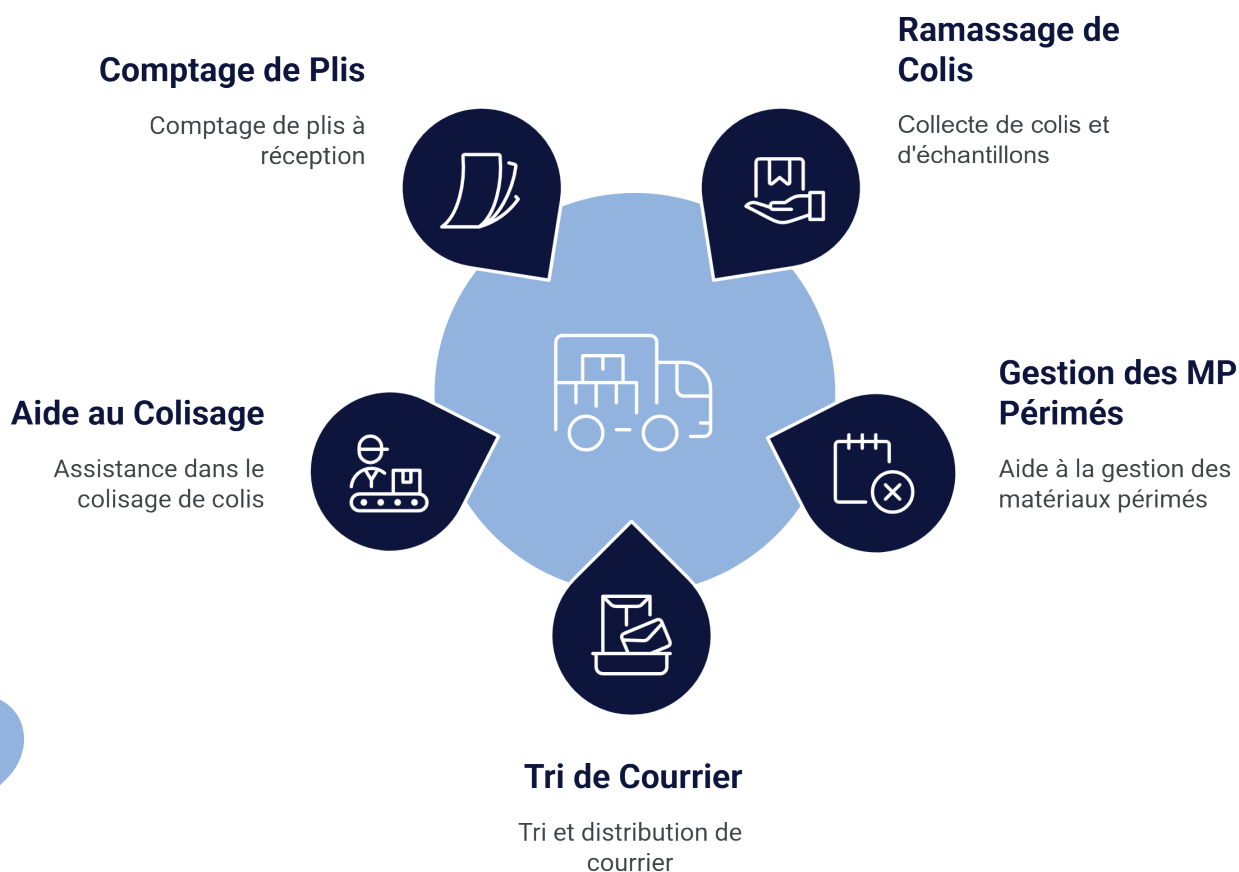 Comptage de Plis
Comptage de plis à
réception
Ramassage de
Colis
Collecte de colis et
d'échantillons
Aide au Colisage
Assistance dans le
colisage de colis
Gestion des MP
Périmés
Aide à la gestion des
matériaux périmés
Tri de Courrier
Tri et distribution de
courrier